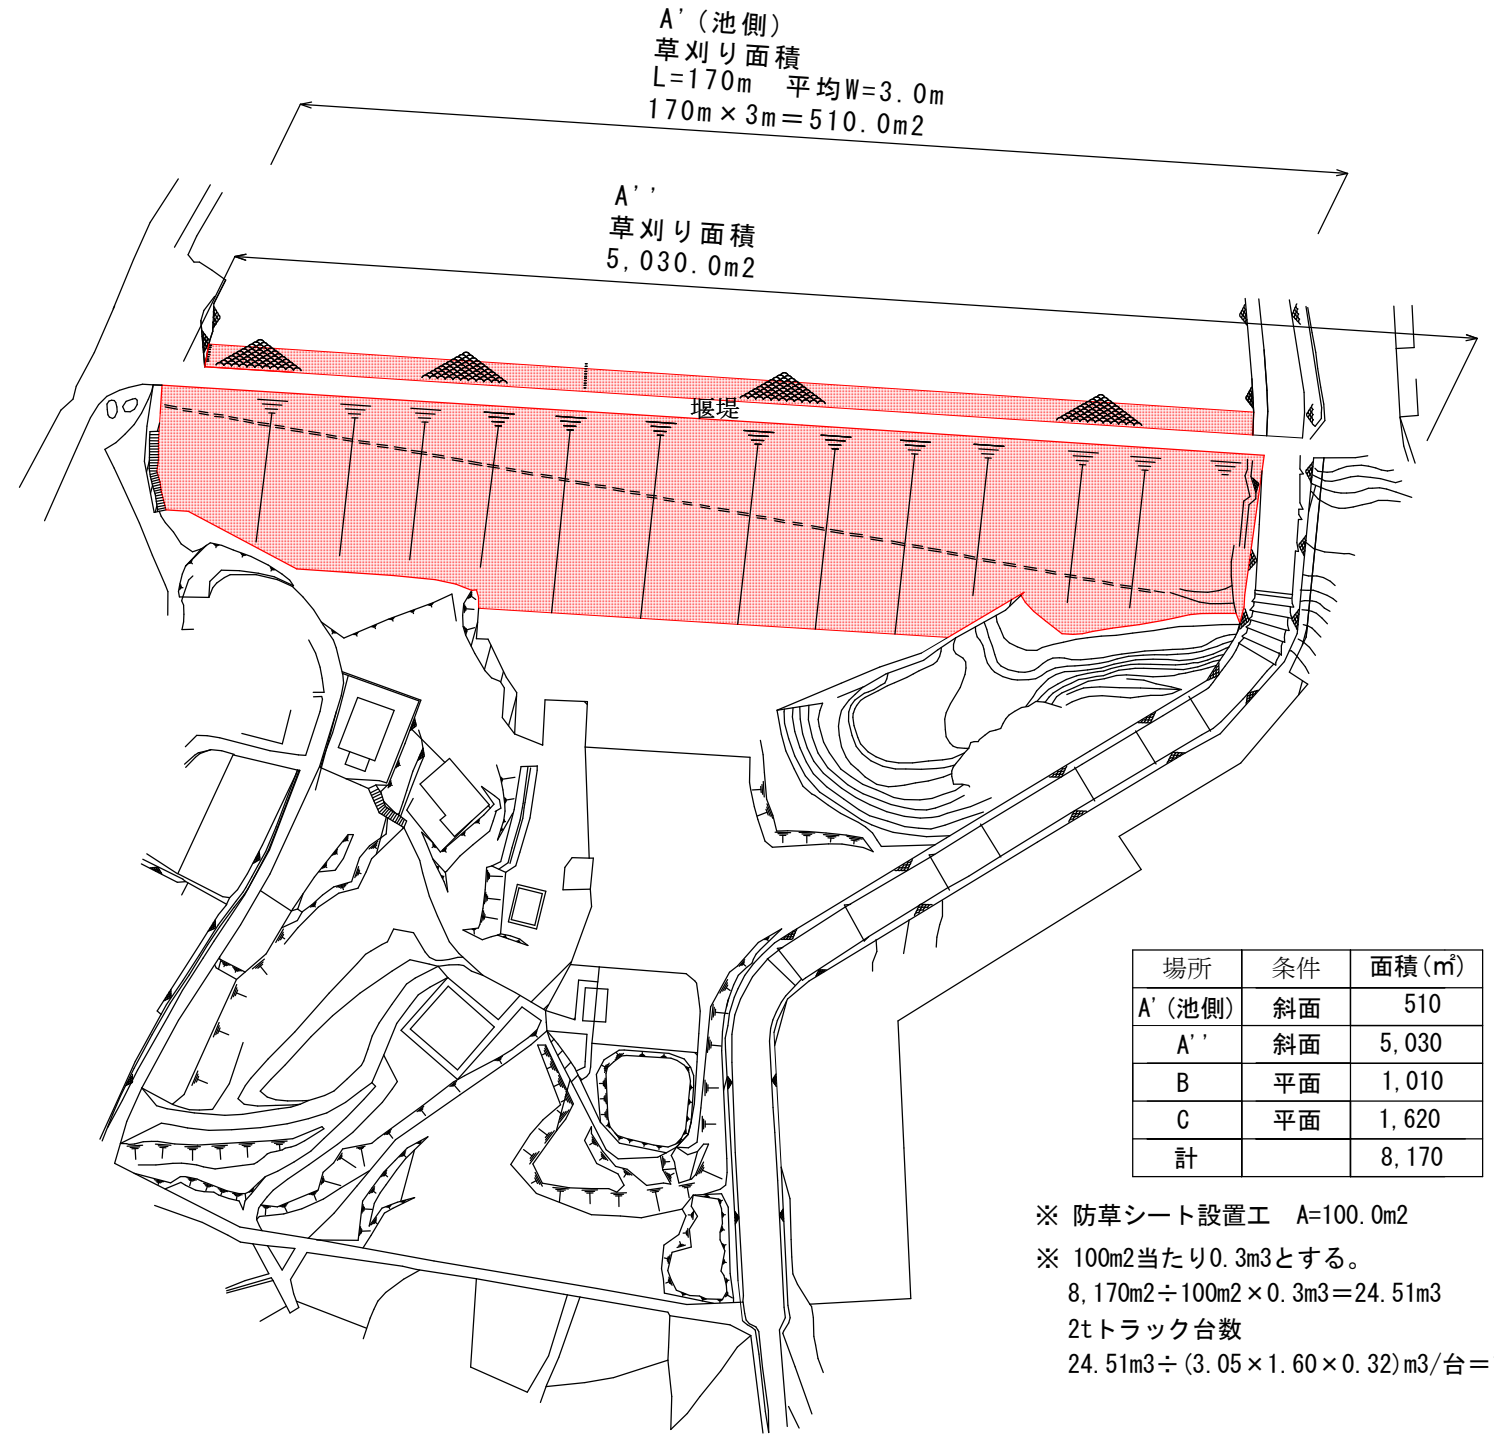 A'(池側)
草刈り面積
L=170m 平均W=3.0m
170m×3m＝510.0m2
A''
草刈り面積
5,030.0m2
堰堤
場所 条件 面積(㎡)
A'(池側) 斜面 510
A'' 斜面 5,030
B 平面 1,010
C 平面 1,620
計 8,170
※ 防草シート設置工 A=100.0m2
※ 100m2当たり0.3m3とする。
8,170m2÷100m2×0.3m3＝24.51m3
2tトラック台数
24.51m3÷(3.05×1.60×0.32)m3/台＝